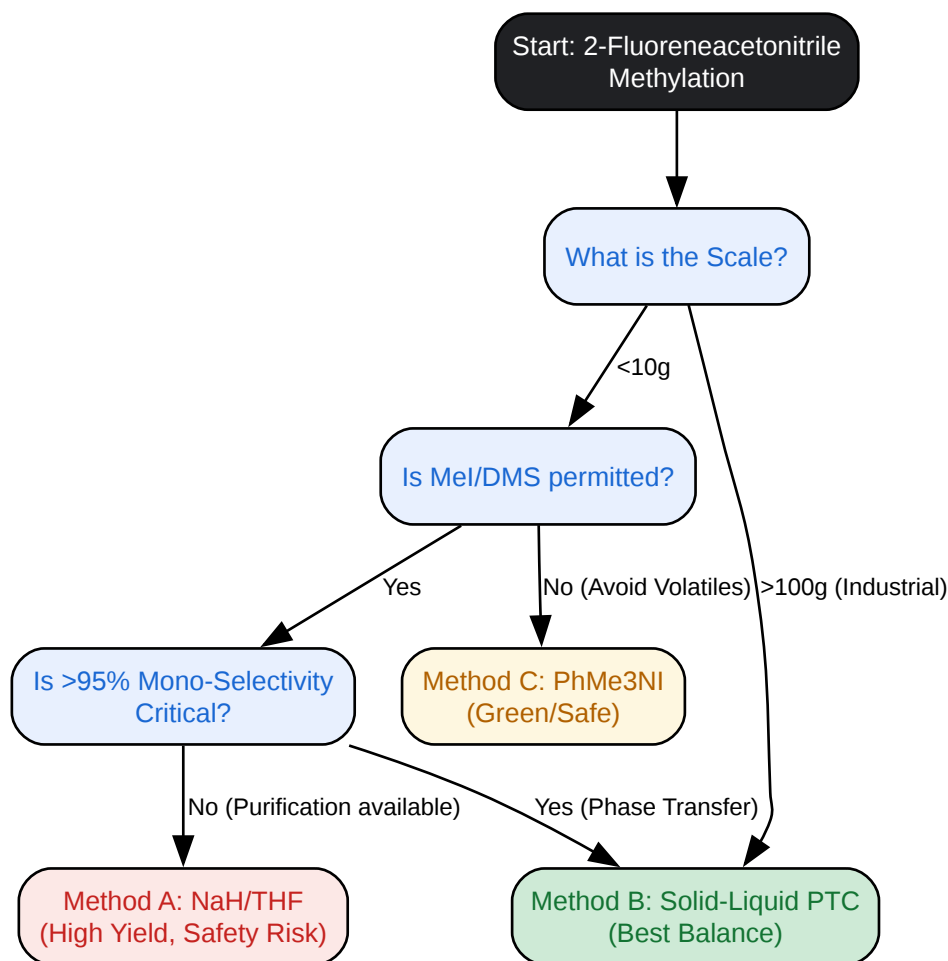 Start: 2-Fluoreneacetonitrile
Methylation
What is the Scale?
<10g
Is MeI/DMS permitted?
Yes
No (Avoid Volatiles)
>100g (Industrial)
Is >95% Mono-Selectivity
Critical?
Method C: PhMe3NI
(Green/Safe)
No (Purification available)
Yes (Phase Transfer)
Method A: NaH/THF
(High Yield, Safety Risk)
Method B: Solid-Liquid PTC
(Best Balance)